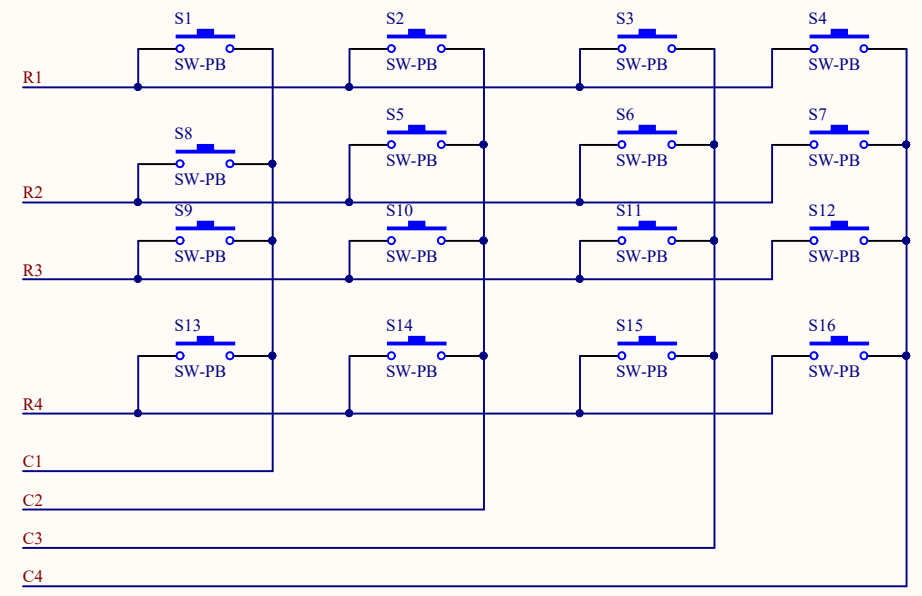 S1 S2 S3 S4
SW-PB SW-PB SW-PB SW-PB
R1
S5 S6 S7
S8
SW-PB SW-PB SW-PB
SW-PB
R2
S9 S10 S11 S12
SW-PB SW-PB SW-PB SW-PB
R3
S13 S14 S15 S16
SW-PB SW-PB SW-PB SW-PB
R4
C1
C2
C3
C4